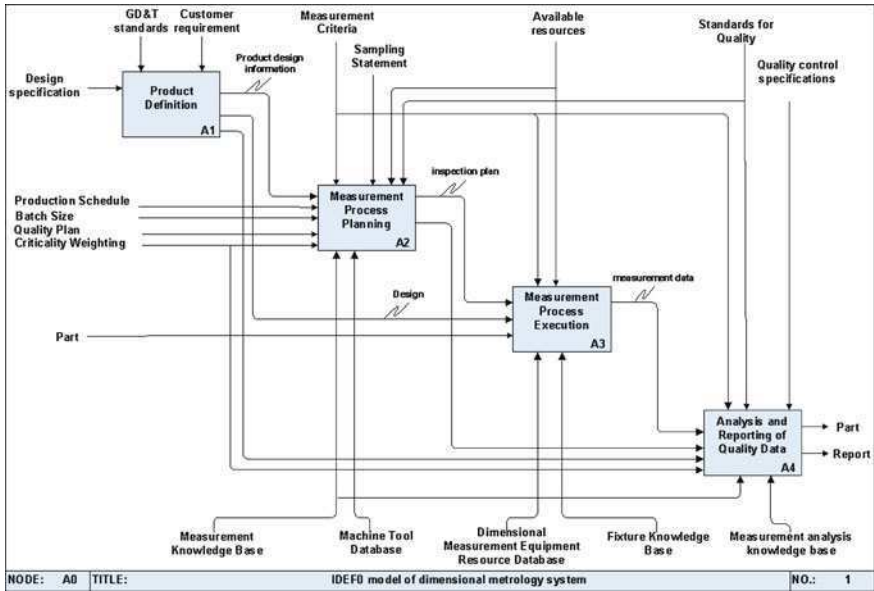 GD&T
standards
Customer
requirement
Measurement
Criteria
Available
resources
Standards for
Quality
Sampling
Statement
Product design
information
Design
specification
Quality control
specifications
Product
Definition
A1
inspection plan
Measurement
Process
Planning
A2
Production Schedule
Batch Size
Quality Plan
Criticality Weighting
Design
measurement data
Measurement
Process
Execution
A3
Part
Analysis and
Reporting of
Quality Data
A4
Part
Report
Measurement
Knowledge Base
Machine Tool
Database
Dimensional
Measurement Equipment
Resource Database
Fixture Knowledge
Base
Measurement analysis
knowledge base
NODE: A0 TITLE: IDEF0 model of dimensional metrology system NO.: 1